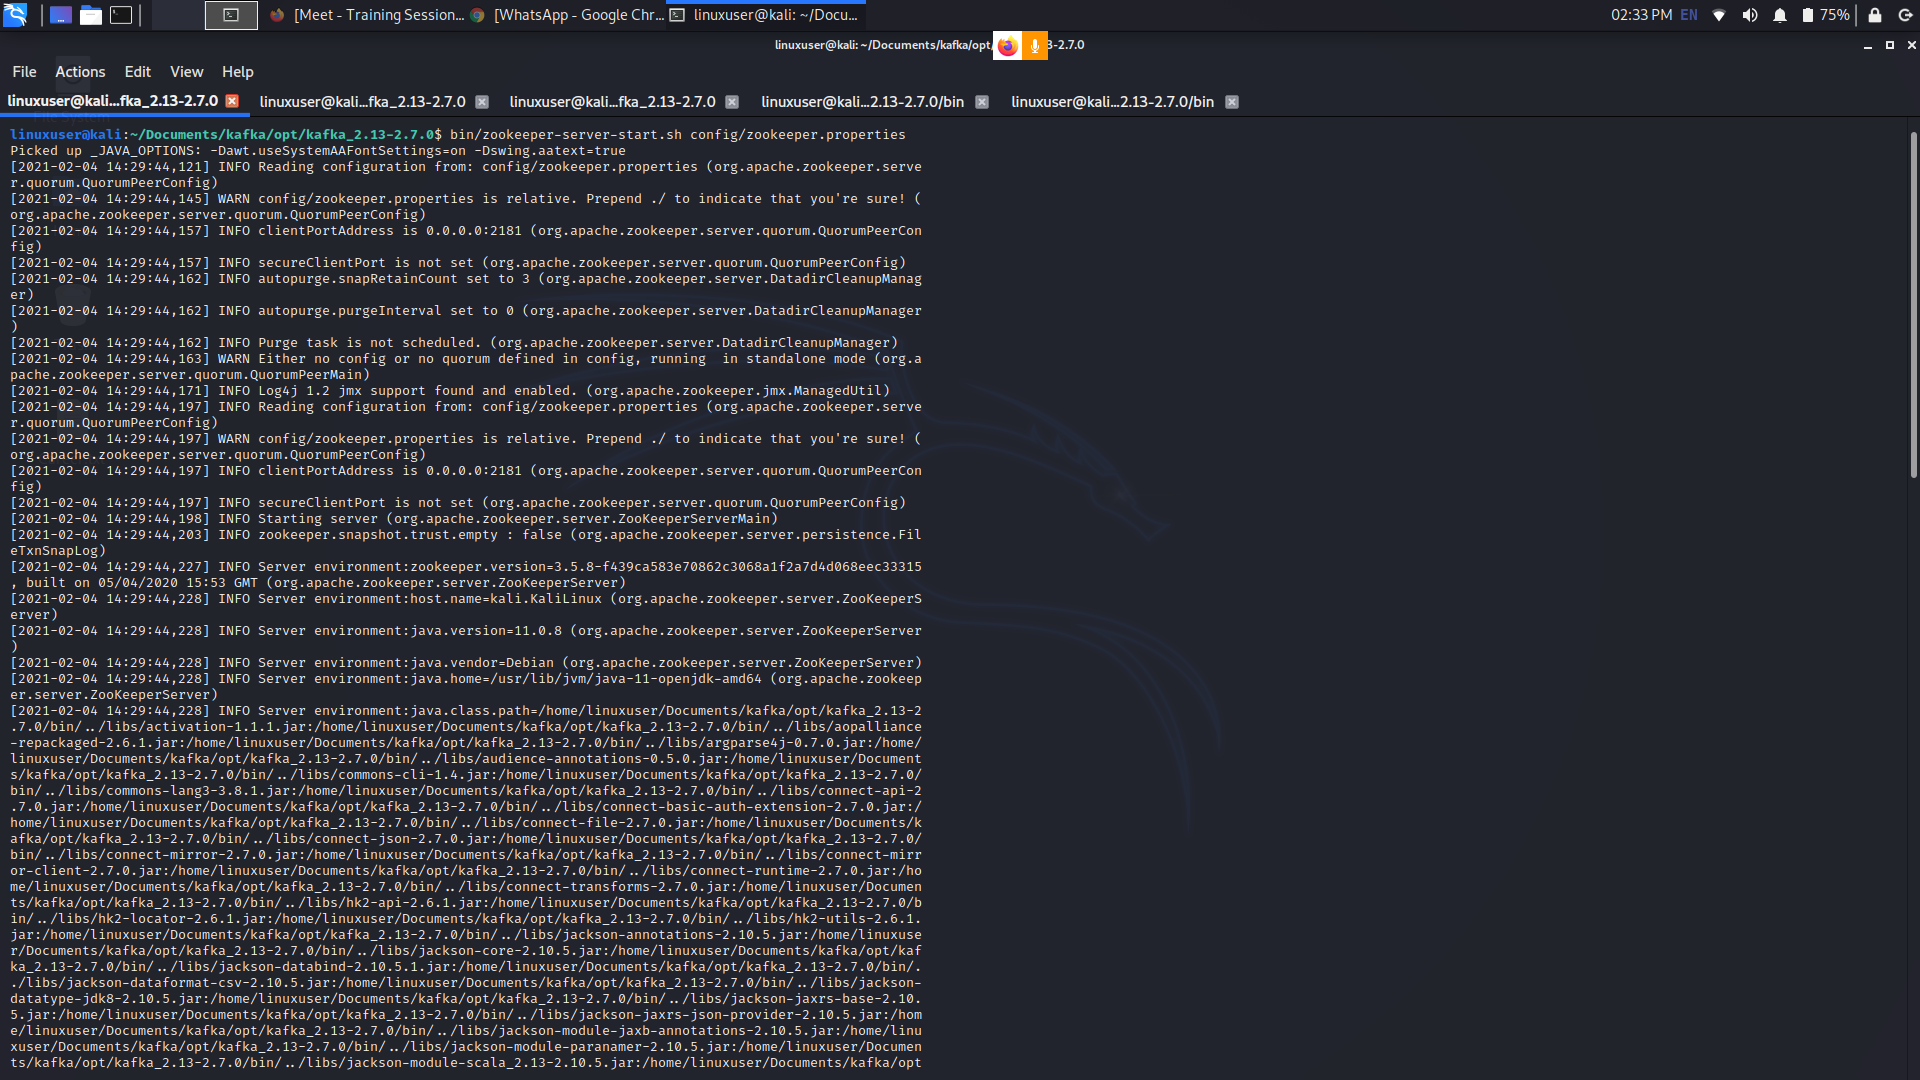 [Meet - Training Session...
[WhatsApp - Google Chr...
linuxuser@kali: ~/Docu...
02:33 PM EN 75%
linuxuser@kali: ~/Documents/kafka/opt/ 3-2.7.0
File Actions Edit View Help
linuxuser@kali...fka_2.13-2.7.0 linuxuser@kali...fka_2.13-2.7.0 linuxuser@kali...fka_2.13-2.7.0 linuxuser@kali...2.13-2.7.0/bin linuxuser@kali...2.13-2.7.0/bin
linuxuser@kali:~/Documents/kafka/opt/kafka_2.13-2.7.0$ bin/zookeeper-server-start.sh config/zookeeper.properties
Picked up _JAVA_OPTIONS: -Dawt.useSystemAAFontSettings=on -Dswing.aatext=true
[2021-02-04 14:29:44,121] INFO Reading configuration from: config/zookeeper.properties (org.apache.zookeeper.serve
r.quorum.QuorumPeerConfig)
[2021-02-04 14:29:44,145] WARN config/zookeeper.properties is relative. Prepend ./ to indicate that you're sure! (
org.apache.zookeeper.server.quorum.QuorumPeerConfig)
[2021-02-04 14:29:44,157] INFO clientPortAddress is 0.0.0.0:2181 (org.apache.zookeeper.server.quorum.QuorumPeerCon
fig)
[2021-02-04 14:29:44,157] INFO secureClientPort is not set (org.apache.zookeeper.server.quorum.QuorumPeerConfig)
[2021-02-04 14:29:44,162] INFO autopurge.snapRetainCount set to 3 (org.apache.zookeeper.server.DatadirCleanupManag
er)
[2021-02-04 14:29:44,162] INFO autopurge.purgeInterval set to 0 (org.apache.zookeeper.server.DatadirCleanupManager
)
[2021-02-04 14:29:44,162] INFO Purge task is not scheduled. (org.apache.zookeeper.server.DatadirCleanupManager)
[2021-02-04 14:29:44,163] WARN Either no config or no quorum defined in config, running  in standalone mode (org.a
pache.zookeeper.server.quorum.QuorumPeerMain)
[2021-02-04 14:29:44,171] INFO Log4j 1.2 jmx support found and enabled. (org.apache.zookeeper.jmx.ManagedUtil)
[2021-02-04 14:29:44,197] INFO Reading configuration from: config/zookeeper.properties (org.apache.zookeeper.serve
r.quorum.QuorumPeerConfig)
[2021-02-04 14:29:44,197] WARN config/zookeeper.properties is relative. Prepend ./ to indicate that you're sure! (
org.apache.zookeeper.server.quorum.QuorumPeerConfig)
[2021-02-04 14:29:44,197] INFO clientPortAddress is 0.0.0.0:2181 (org.apache.zookeeper.server.quorum.QuorumPeerCon
fig)
[2021-02-04 14:29:44,197] INFO secureClientPort is not set (org.apache.zookeeper.server.quorum.QuorumPeerConfig)
[2021-02-04 14:29:44,198] INFO Starting server (org.apache.zookeeper.server.ZooKeeperServerMain)
[2021-02-04 14:29:44,203] INFO zookeeper.snapshot.trust.empty : false (org.apache.zookeeper.server.persistence.Fil
eTxnSnapLog)
[2021-02-04 14:29:44,227] INFO Server environment:zookeeper.version=3.5.8-f439ca583e70862c3068a1f2a7d4d068eec33315
, built on 05/04/2020 15:53 GMT (org.apache.zookeeper.server.ZooKeeperServer)
[2021-02-04 14:29:44,228] INFO Server environment:host.name=kali.KaliLinux (org.apache.zookeeper.server.ZooKeeperS
erver)
[2021-02-04 14:29:44,228] INFO Server environment:java.version=11.0.8 (org.apache.zookeeper.server.ZooKeeperServer
)
[2021-02-04 14:29:44,228] INFO Server environment:java.vendor=Debian (org.apache.zookeeper.server.ZooKeeperServer)
[2021-02-04 14:29:44,228] INFO Server environment:java.home=/usr/lib/jvm/java-11-openjdk-amd64 (org.apache.zookeep
er.server.ZooKeeperServer)
[2021-02-04 14:29:44,228] INFO Server environment:java.class.path=/home/linuxuser/Documents/kafka/opt/kafka_2.13-2
.7.0/bin/../libs/activation-1.1.1.jar:/home/linuxuser/Documents/kafka/opt/kafka_2.13-2.7.0/bin/../libs/aopalliance
-repackaged-2.6.1.jar:/home/linuxuser/Documents/kafka/opt/kafka_2.13-2.7.0/bin/../libs/argparse4j-0.7.0.jar:/home/
linuxuser/Documents/kafka/opt/kafka_2.13-2.7.0/bin/../libs/audience-annotations-0.5.0.jar:/home/linuxuser/Document
s/kafka/opt/kafka_2.13-2.7.0/bin/../libs/commons-cli-1.4.jar:/home/linuxuser/Documents/kafka/opt/kafka_2.13-2.7.0/
bin/../libs/commons-lang3-3.8.1.jar:/home/linuxuser/Documents/kafka/opt/kafka_2.13-2.7.0/bin/../libs/connect-api-2
.7.0.jar:/home/linuxuser/Documents/kafka/opt/kafka_2.13-2.7.0/bin/../libs/connect-basic-auth-extension-2.7.0.jar:/
home/linuxuser/Documents/kafka/opt/kafka_2.13-2.7.0/bin/../libs/connect-file-2.7.0.jar:/home/linuxuser/Documents/k
afka/opt/kafka_2.13-2.7.0/bin/../libs/connect-json-2.7.0.jar:/home/linuxuser/Documents/kafka/opt/kafka_2.13-2.7.0/
bin/../libs/connect-mirror-2.7.0.jar:/home/linuxuser/Documents/kafka/opt/kafka_2.13-2.7.0/bin/../libs/connect-mirr
or-client-2.7.0.jar:/home/linuxuser/Documents/kafka/opt/kafka_2.13-2.7.0/bin/../libs/connect-runtime-2.7.0.jar:/ho
me/linuxuser/Documents/kafka/opt/kafka_2.13-2.7.0/bin/../libs/connect-transforms-2.7.0.jar:/home/linuxuser/Documen
ts/kafka/opt/kafka_2.13-2.7.0/bin/../libs/hk2-api-2.6.1.jar:/home/linuxuser/Documents/kafka/opt/kafka_2.13-2.7.0/b
in/../libs/hk2-locator-2.6.1.jar:/home/linuxuser/Documents/kafka/opt/kafka_2.13-2.7.0/bin/../libs/hk2-utils-2.6.1.
jar:/home/linuxuser/Documents/kafka/opt/kafka_2.13-2.7.0/bin/../libs/jackson-annotations-2.10.5.jar:/home/linuxuse
r/Documents/kafka/opt/kafka_2.13-2.7.0/bin/../libs/jackson-core-2.10.5.jar:/home/linuxuser/Documents/kafka/opt/kaf
ka_2.13-2.7.0/bin/../libs/jackson-databind-2.10.5.1.jar:/home/linuxuser/Documents/kafka/opt/kafka_2.13-2.7.0/bin/.
./libs/jackson-dataformat-csv-2.10.5.jar:/home/linuxuser/Documents/kafka/opt/kafka_2.13-2.7.0/bin/../libs/jackson-
datatype-jdk8-2.10.5.jar:/home/linuxuser/Documents/kafka/opt/kafka_2.13-2.7.0/bin/../libs/jackson-jaxrs-base-2.10.
5.jar:/home/linuxuser/Documents/kafka/opt/kafka_2.13-2.7.0/bin/../libs/jackson-jaxrs-json-provider-2.10.5.jar:/hom
e/linuxuser/Documents/kafka/opt/kafka_2.13-2.7.0/bin/../libs/jackson-module-jaxb-annotations-2.10.5.jar:/home/linu
xuser/Documents/kafka/opt/kafka_2.13-2.7.0/bin/../libs/jackson-module-paranamer-2.10.5.jar:/home/linuxuser/Documen
ts/kafka/opt/kafka_2.13-2.7.0/bin/../libs/jackson-module-scala_2.13-2.10.5.jar:/home/linuxuser/Documents/kafka/opt